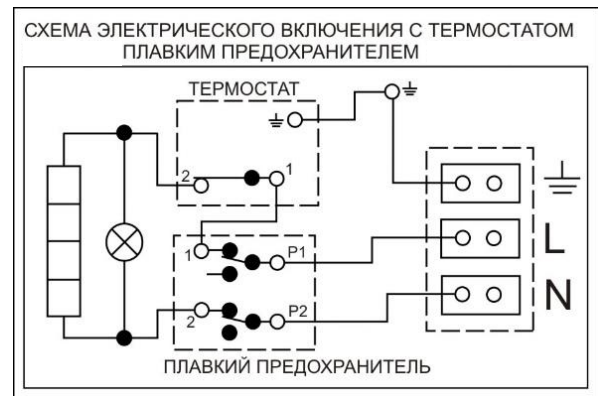 СХЕМА ЭЛЕКТРИЧЕСКОГО ВКЛЮЧЕНИЯ С ТЕРМОСТАТОМ
ПЛАВКИМ ПРЕДОХРАНИТЕЛЕМ
ТЕРМОСТАТ
2
1
1
P1
L
2
P2
N
ПЛАВКИЙ ПРЕДОХРАНИТЕЛЬ